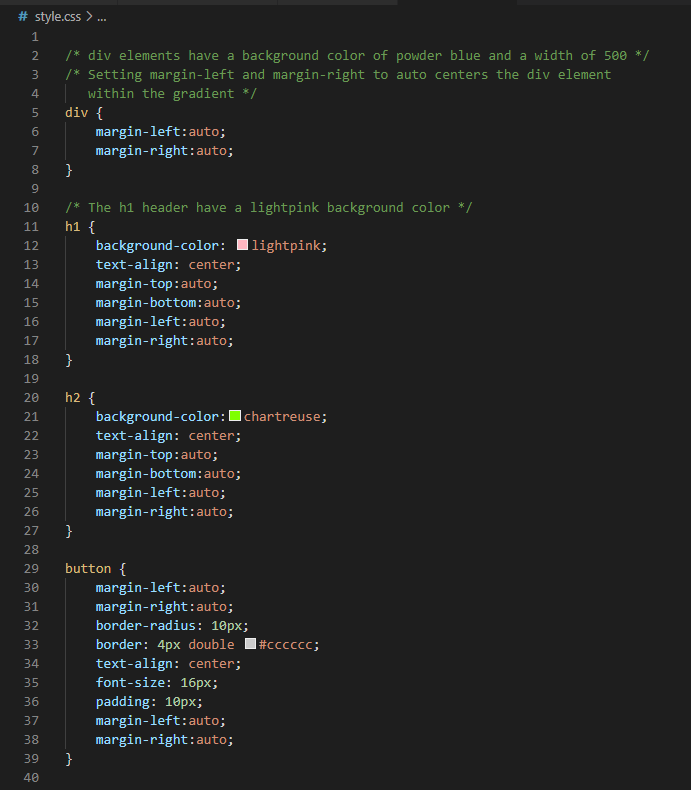 # style.css > ...
1
2 /* div elements have a background color of powder blue and a width of 500 */
3 /* Setting margin-left and margin-right to auto centers the div element
4    within the gradient */
5 div {
6     margin-left:auto;
7     margin-right:auto;
8 }
9
10 /* The h1 header have a lightpink background color */
11 h1 {
12     background-color: lightpink;
13     text-align: center;
14     margin-top:auto;
15     margin-bottom:auto;
16     margin-left:auto;
17     margin-right:auto;
18 }
19
20 h2 {
21     background-color:chartreuse;
22     text-align: center;
23     margin-top:auto;
24     margin-bottom:auto;
25     margin-left:auto;
26     margin-right:auto;
27 }
28
29 button {
30     margin-left:auto;
31     margin-right:auto;
32     border-radius: 10px;
33     border: 4px double #cccccc;
34     text-align: center;
35     font-size: 16px;
36     padding: 10px;
37     margin-left:auto;
38     margin-right:auto;
39 }
40